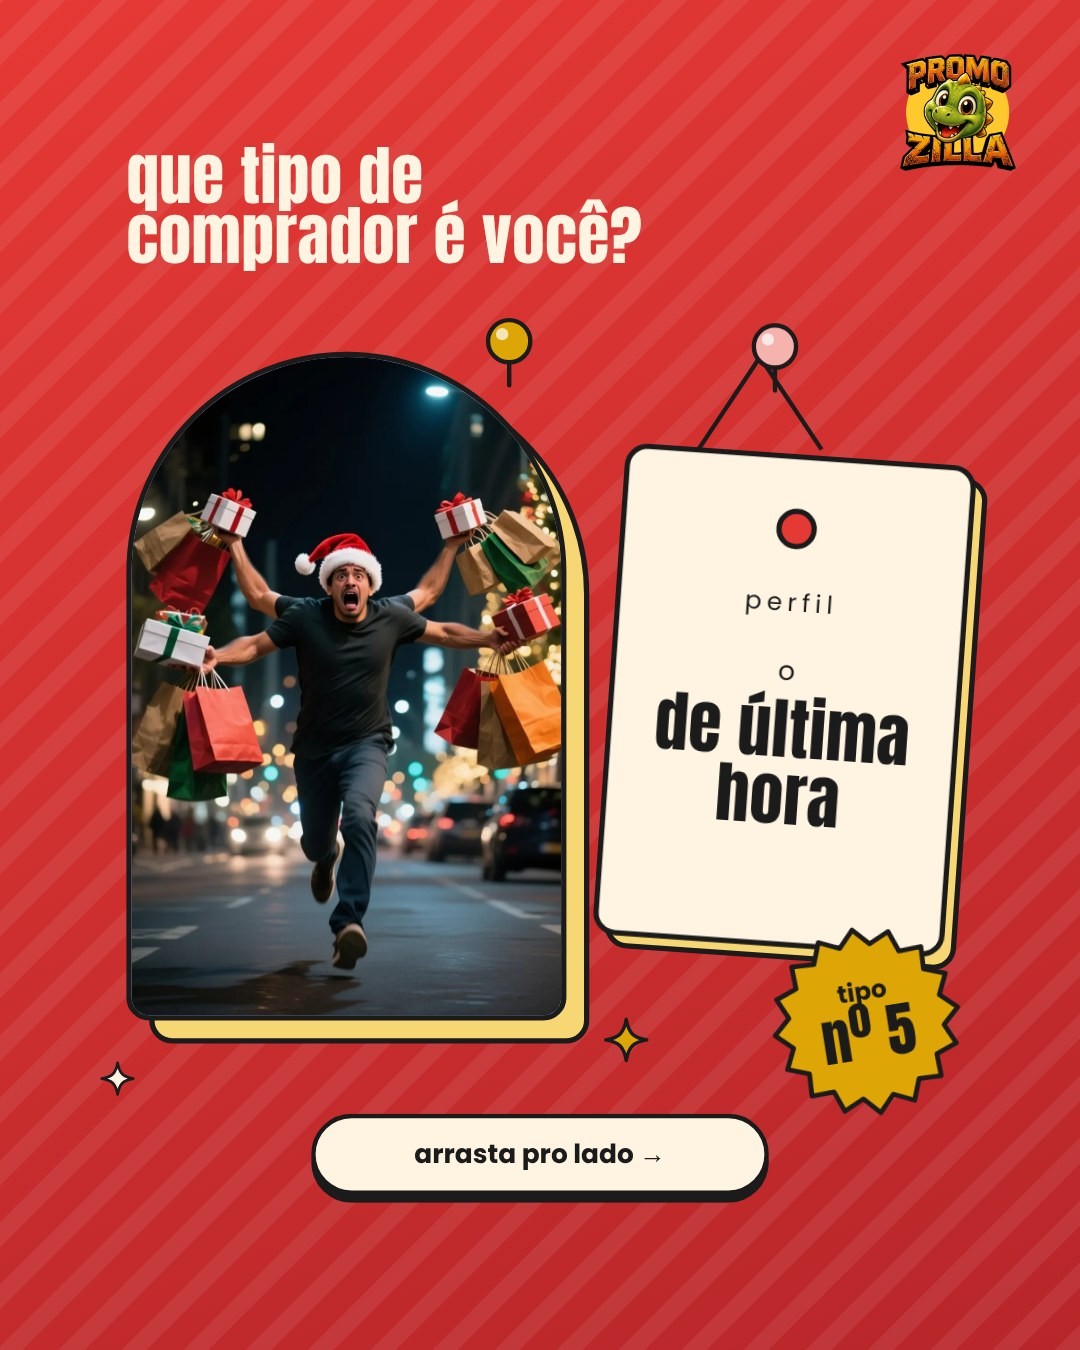 PROMO
ZILLA
que tipo de
comprador é você?
perfil
o
de última
hora
tipo
nº 5
arrasta pro lado →